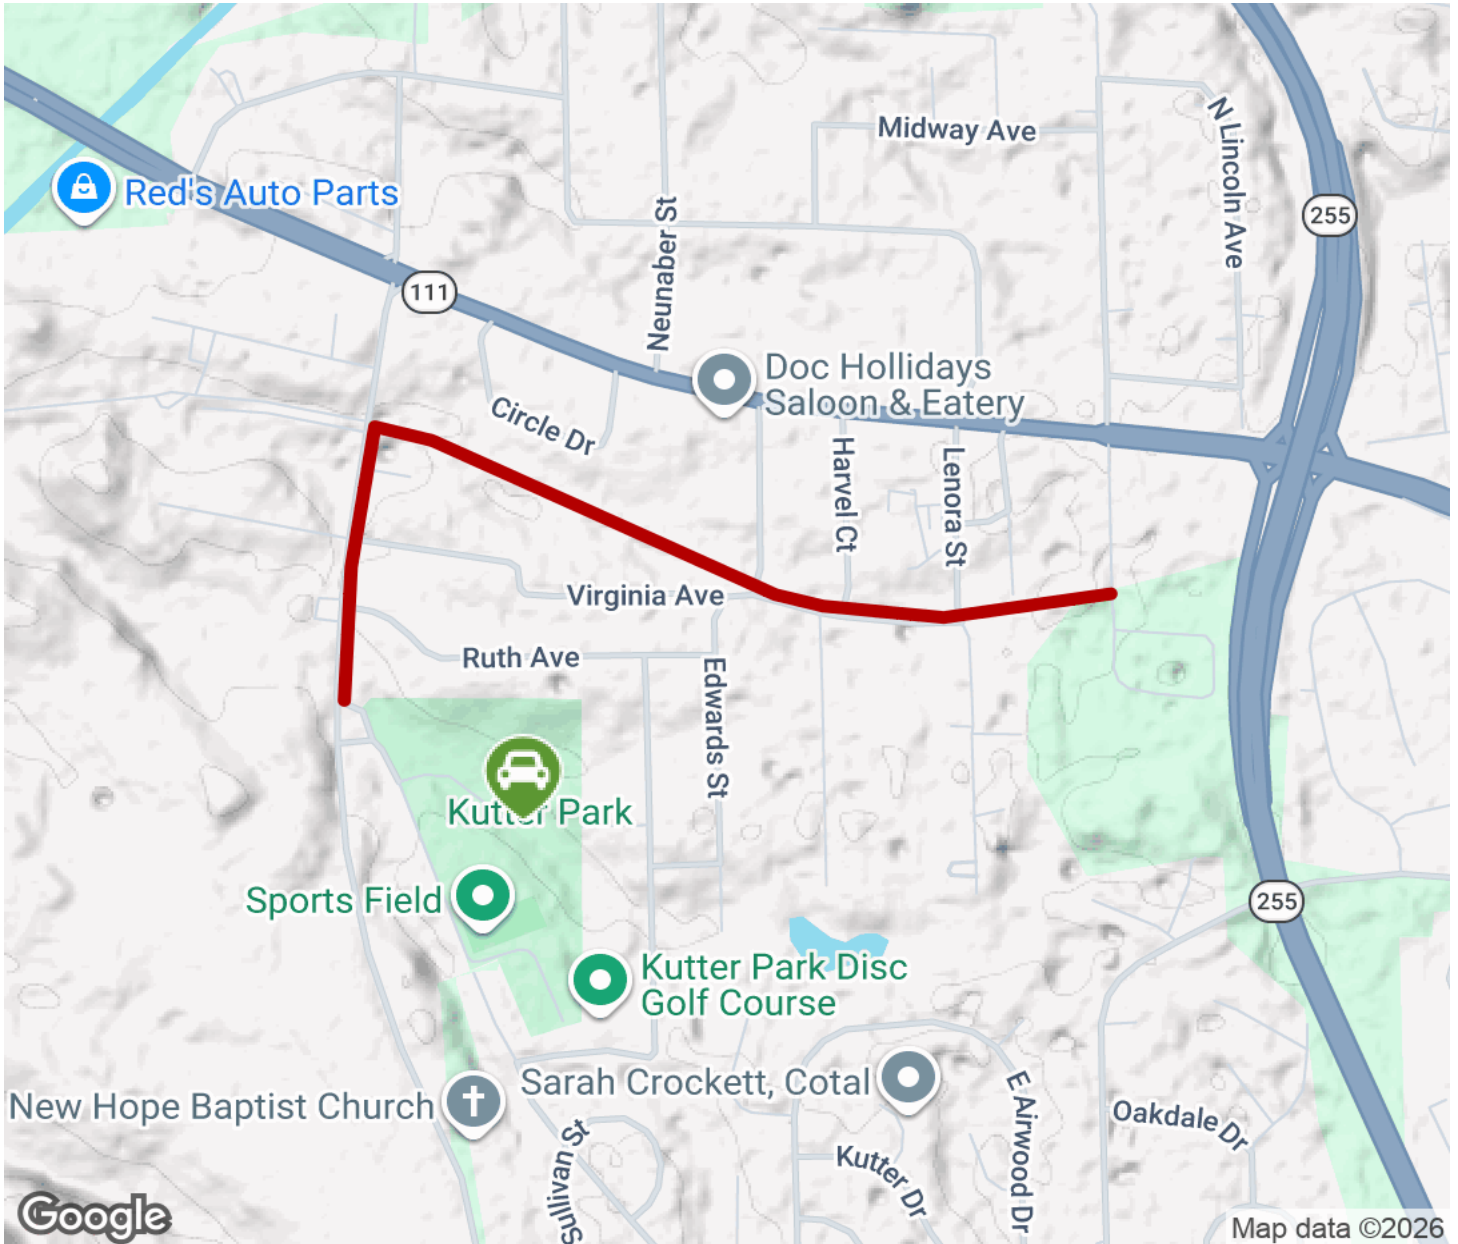 Midway Ave
N Lincoln Ave
Red's Auto Parts
255
Neunaber St
111
Doc Hollidays
Saloon & Eatery
Circle Dr
Harvel Ct
Lenora St
Virginia Ave
Ruth Ave
Edwards St
Kutter Park
Sports Field
255
Kutter Park Disc
Golf Course
Sarah Crockett, Cotal
New Hope Baptist Church
E Airwood Dr
Oakdale Dr
Sullivan St
Kutter Dr
Google
Map data ©2026